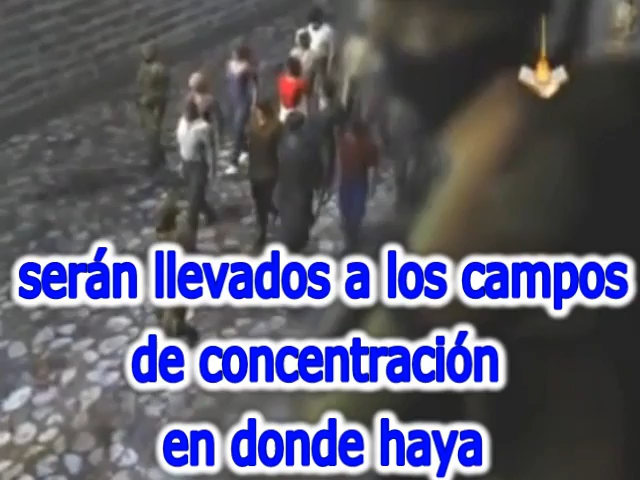 serán llevados a los campos
de concentración
en donde haya